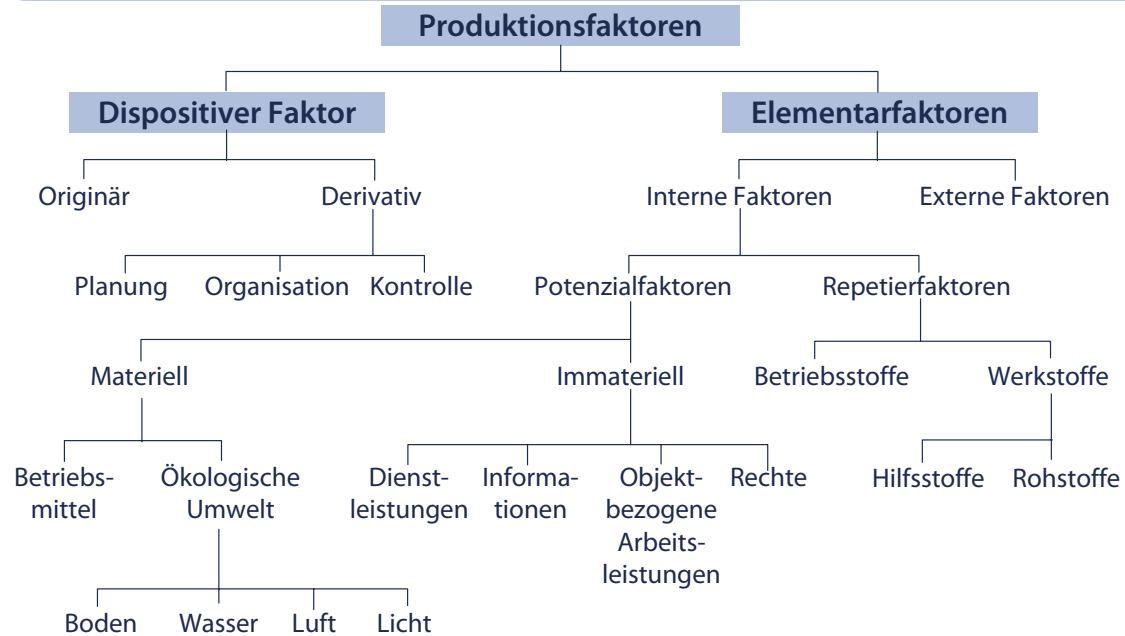 Produktionsfaktoren
Dispositiver Faktor
Elementarfaktoren
Originär
Derivativ
Interne Faktoren
Externe Faktoren
Planung
Organisation
Kontrolle
Potenzialfaktoren
Repetierfaktoren
Materiell
Immateriell
Betriebsstoffe
Werkstoffe
Betriebs-
mittel
Ökologische
Umwelt
Dienst-
leistungen
Informa-
tionen
Objekt-
bezogene
Arbeits-
leistungen
Rechte
Hilfsstoffe
Rohstoffe
Boden
Wasser
Luft
Licht